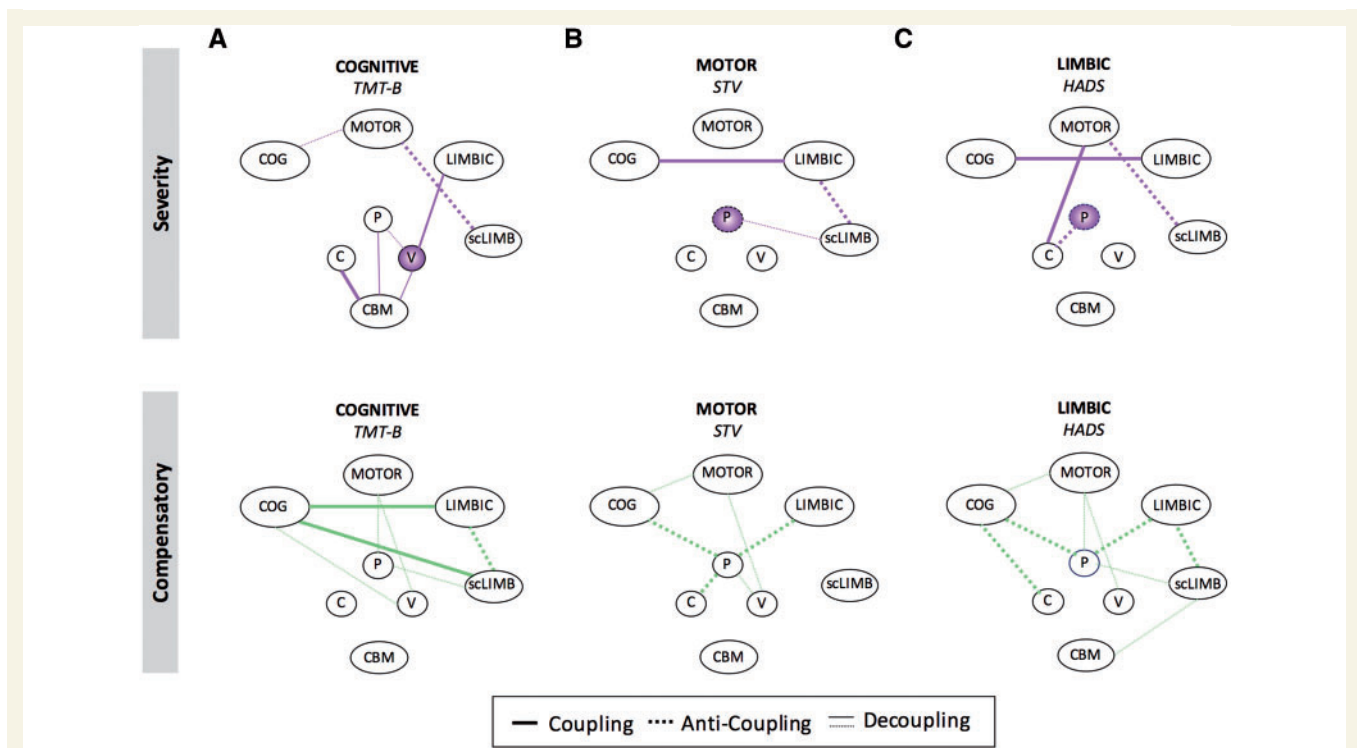 A
B
C
Severity
COGNITIVE
TMT-B
MOTOR
COG
LIMBIC
P
scLIMB
C
V
CBM
MOTOR
STV
MOTOR
COG
LIMBIC
P
scLIMB
C
V
CBM
LIMBIC
HADS
MOTOR
COG
LIMBIC
P
scLIMB
C
V
CBM
Compensatory
COGNITIVE
TMT-B
MOTOR
COG
LIMBIC
P
scLIMB
C
V
CBM
MOTOR
STV
MOTOR
COG
LIMBIC
P
scLIMB
C
V
CBM
LIMBIC
HADS
MOTOR
COG
LIMBIC
P
scLIMB
C
V
CBM
Coupling Anti-Coupling Decoupling